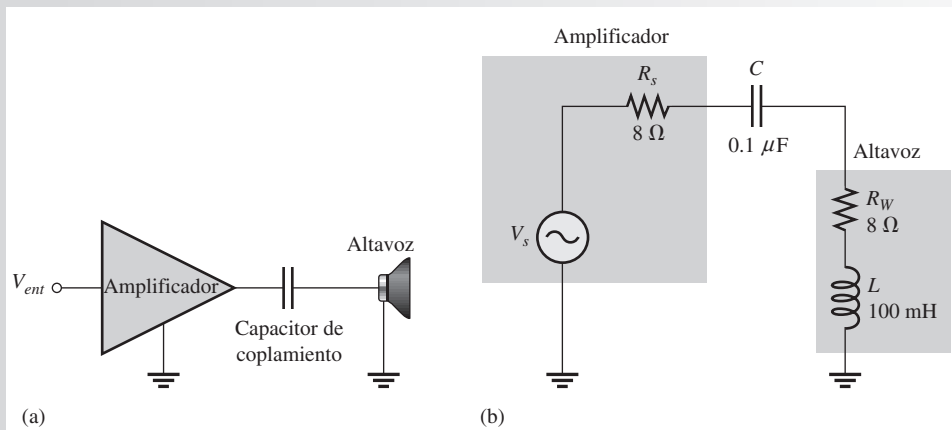 V_ent
Amplificador
Altavoz
Capacitor de
coplamiento
(a)
Amplificador
R_s
8 Ω
C
0.1 μF
V_s
Altavoz
R_W
8 Ω
L
100 mH
(b)